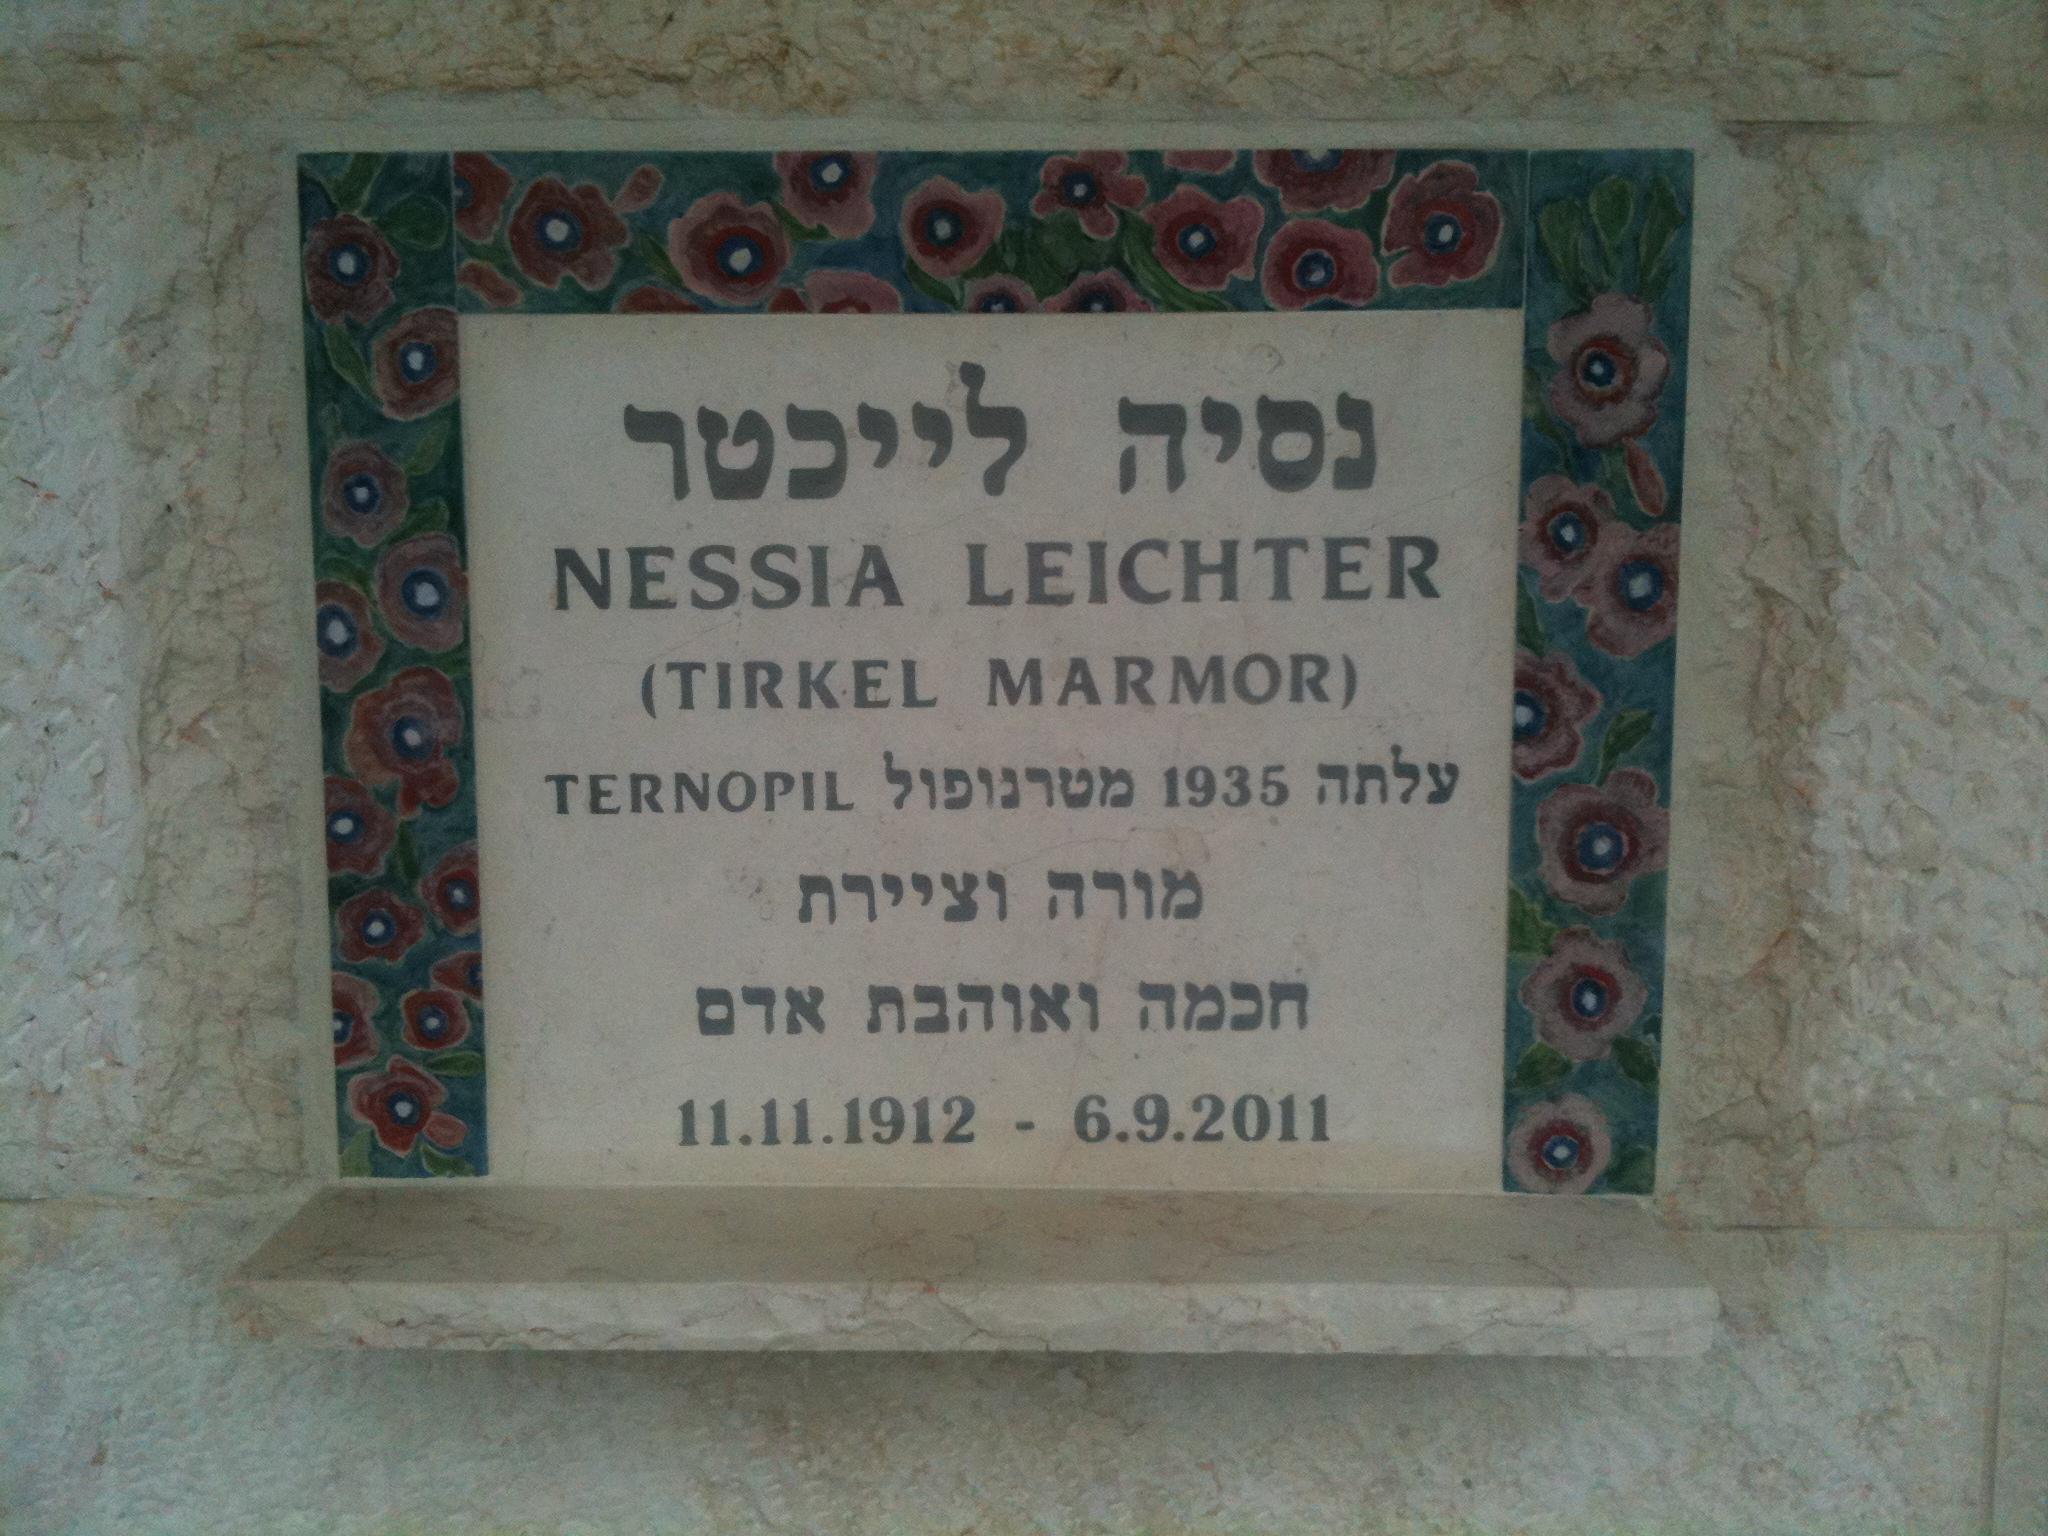 נסיה לייכטר
NESSIA LEICHTER
(TIRKEL MARMOR)
עלתה 1935 מטרנופול TERNOPIL
מורה וציירת
חכמה ואוהבת אדם
11.11.1912 - 6.9.2011